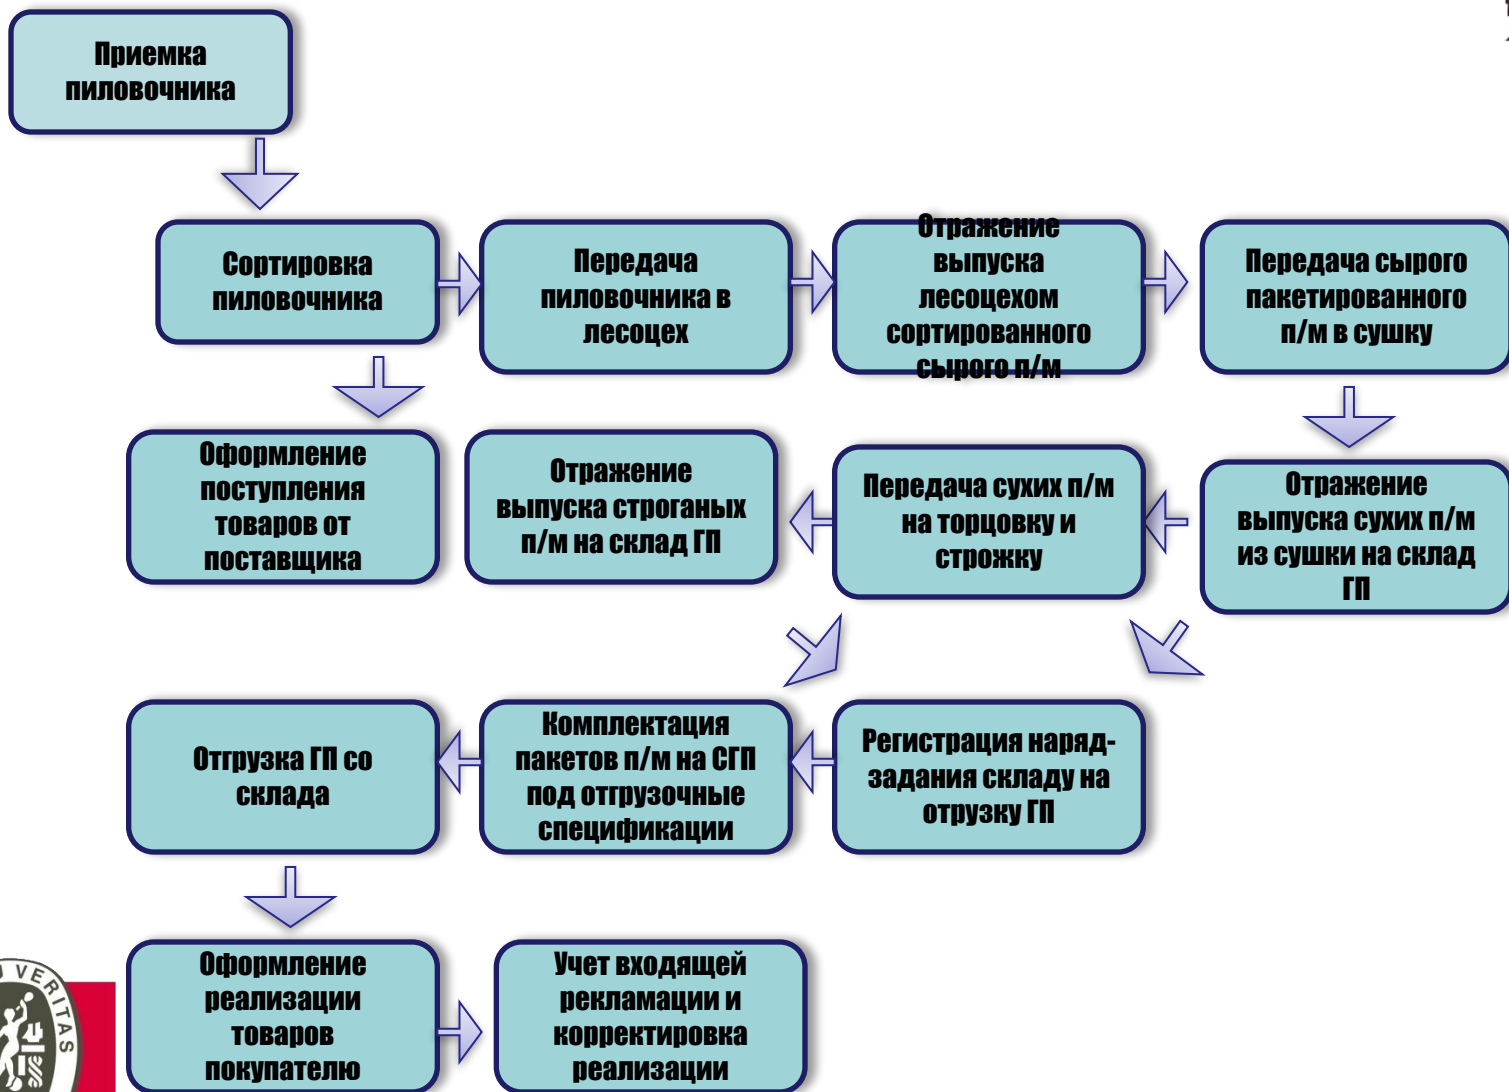 Приемка
пиловочника
Сортировка
пиловочника
Передача
пиловочника в
лесоцех
Отражение
выпуска
лесоцехом
сортированного
сырого п/м
Передача сырого
пакетированного
п/м в сушку
Оформление
поступления
товаров от
поставщика
Отражение
выпуска строганых
п/м на склад ГП
Передача сухих п/м
на торцовку и
строжку
Отражение
выпуска сухих п/м
из сушки на склад
ГП
Отгрузка ГП со
склада
Комплектация
пакетов п/м на СГП
под отгрузочные
спецификации
Регистрация наряд-
задания складу на
отрузку ГП
Оформление
реализации
товаров
покупателю
Учет входящей
рекламации и
корректировка
реализации
VERITAS